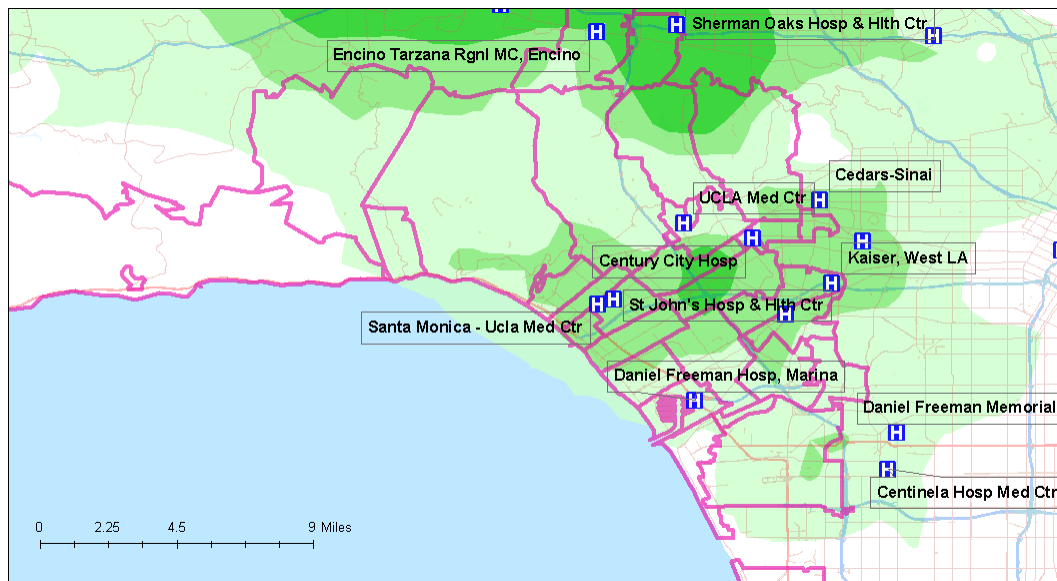 Sherman Oaks Hosp & Hlth Ctr
Encino Tarzana Rgnl MC, Encino
Cedars-Sinai
UCLA Med Ctr
Century City Hosp
Kaiser, West LA
St John's Hosp & Hlth Ctr
Santa Monica - Ucla Med Ctr
Daniel Freeman Hosp, Marina
Daniel Freeman Memorial
Centinela Hosp Med Ctr
0 2.25 4.5 9 Miles
H
H
H
H
H
H
H
H
H
H
H
H
H
H